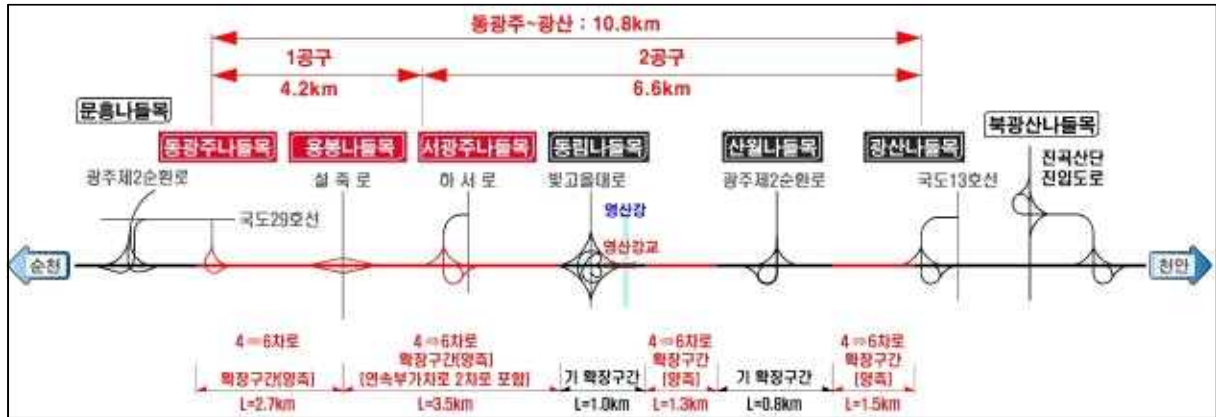 동광주~광산 : 10.8km
1공구
2공구
4.2km
6.6km
문흥나들목
동광주나들목
용봉나들목
서광주나들목
동림나들목
산월나들목
광산나들목
북광산나들목
광주제2순환로
설죽로
하서로
빛고을대로
광주제2순환로
국도13호선
진곡산단
진입도로
국도29호선
영산강
영산강교
순천
천안
4⇨6차로
확장구간(양측)
L=2.7km
4⇨6차로
확장구간(양측)
(연속부가차로 2차로 포함)
L=3.5km
기 확장구간
L=1.0km
4⇨6차로
확장구간
(양측)
L=1.3km
기 확장구간
L=0.8km
4⇨6차로
확장구간
(양측)
L=1.5km